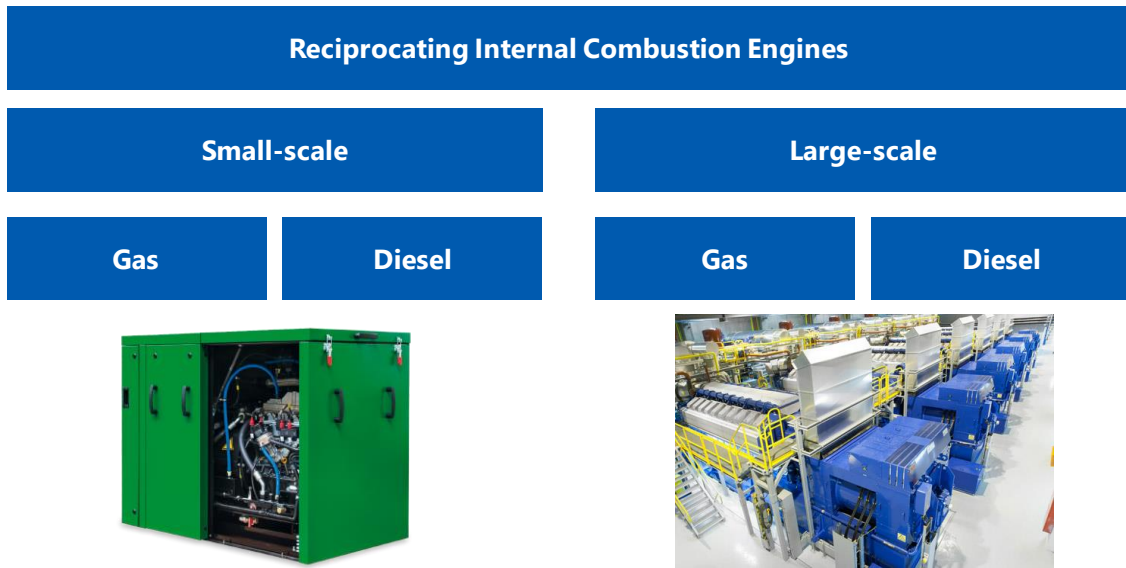 Reciprocating Internal Combustion Engines
Small-scale
Large-scale
Gas
Diesel
Gas
Diesel